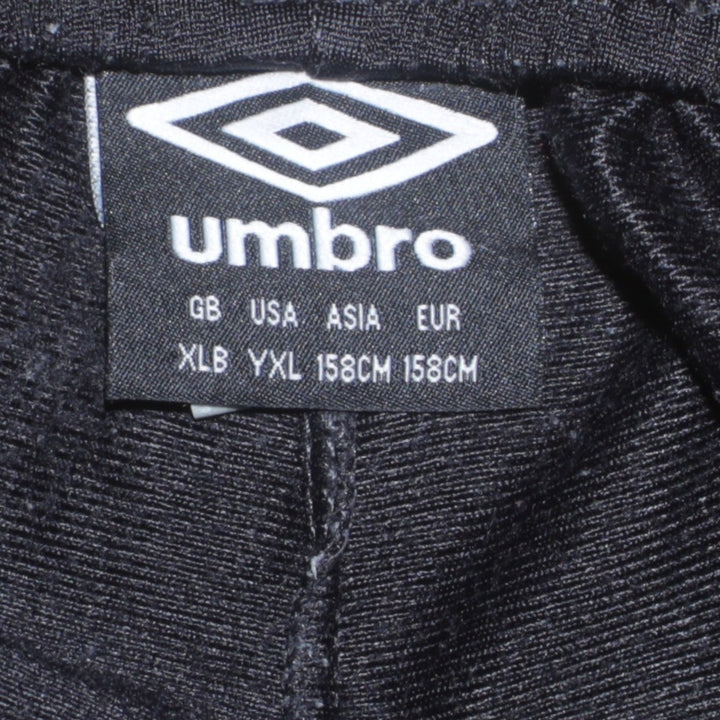 umbro
GB USA ASIA EUR
XLB YXL 158CM 158CM